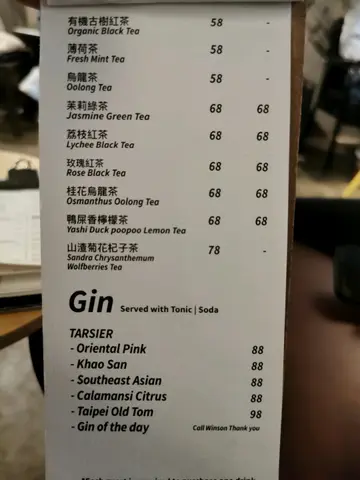 有機古樹紅茶 58 -
Organic Black Tea
薄荷茶 58 -
Fresh Mint Tea
烏龍茶 58 -
Oolong Tea
茉莉綠茶 68 68
Jasmine Green Tea
荔枝紅茶 68 68
Lychee Black Tea
玫瑰紅茶 68 68
Rose Black Tea
桂花烏龍茶 68 68
Osmanthus Oolong Tea
鴨屎香檸檬茶 68 68
Yashi Duck poopoo Lemon Tea
山渣菊花杞子茶 78 -
Sandra Chrysanthemum
Wolfberries Tea
Gin Served with Tonic | Soda
TARSIER
- Oriental Pink 88
- Khao San 88
- Southeast Asian 88
- Calamansi Citrus 88
- Taipei Old Tom 98
- Gin of the day Call Winson Thank you